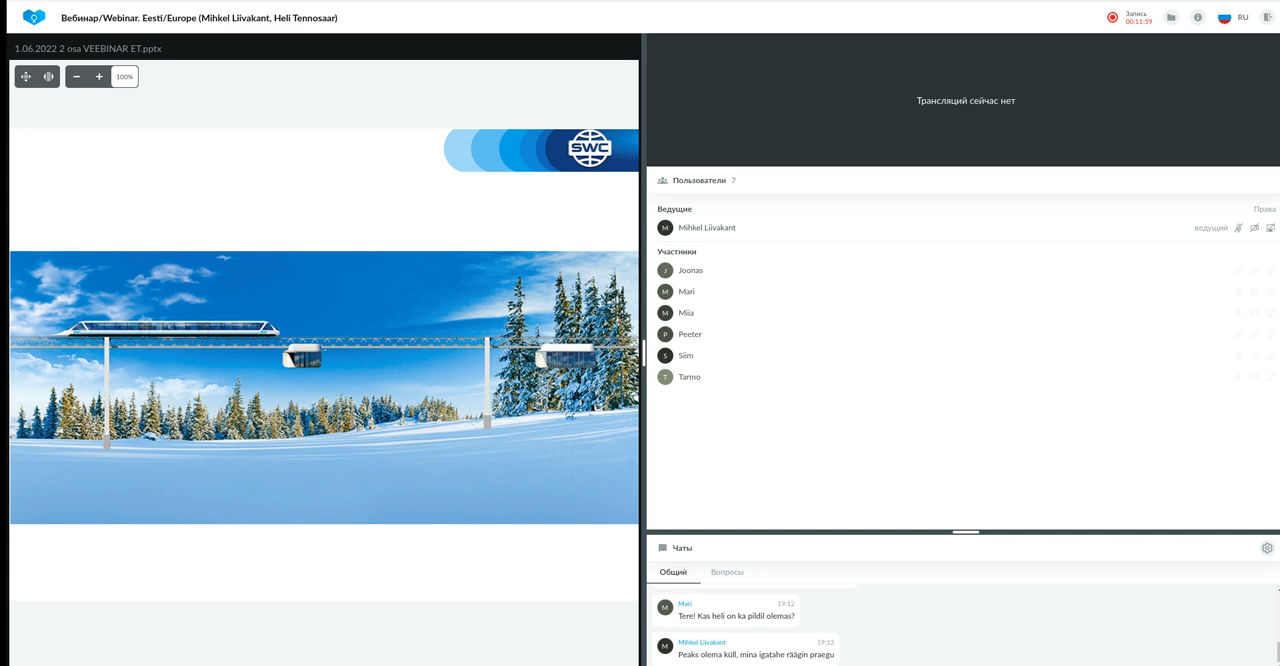 Вебинар/Webinar. Eesti/Europe (Mihkel Liivakant, Heli Tennosaar)
Запись
00:11:59
RU
1.06.2022 2 osa VEEBINAR ET.pptx
100%
SWC
Трансляций сейчас нет
Пользователи 7
Ведущие Права
M Mihkel Liivakant ведущий
Участники
J Joonas
M Mari
M Miia
P Peeter
S Siim
T Tarmo
Чаты
Общий Вопросы
M Mari 19:12
Tere! Kas heli on ka pildil olemas?
M Mihkel Liivakant 19:13
Peaks olema küll, mina igatahe räägin praegu